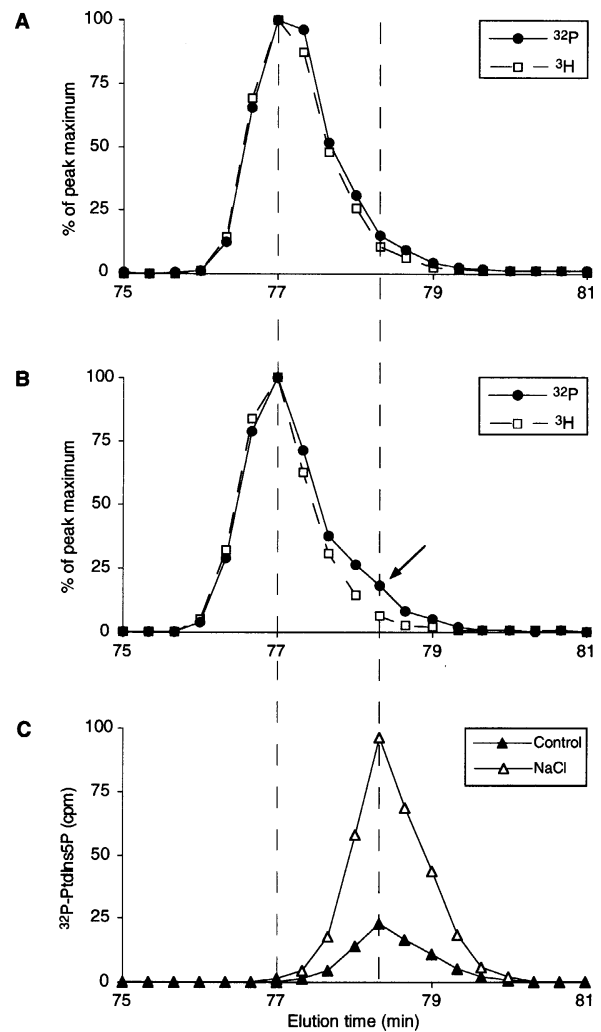 A
100
75
50
25
0
% of peak maximum
32P
3H
75
77
79
81
B
100
75
50
25
0
% of peak maximum
32P
3H
75
77
79
81
C
100
75
50
25
0
32P-PtdIns5P (cpm)
Control
NaCl
75
77
79
81
Elution time (min)